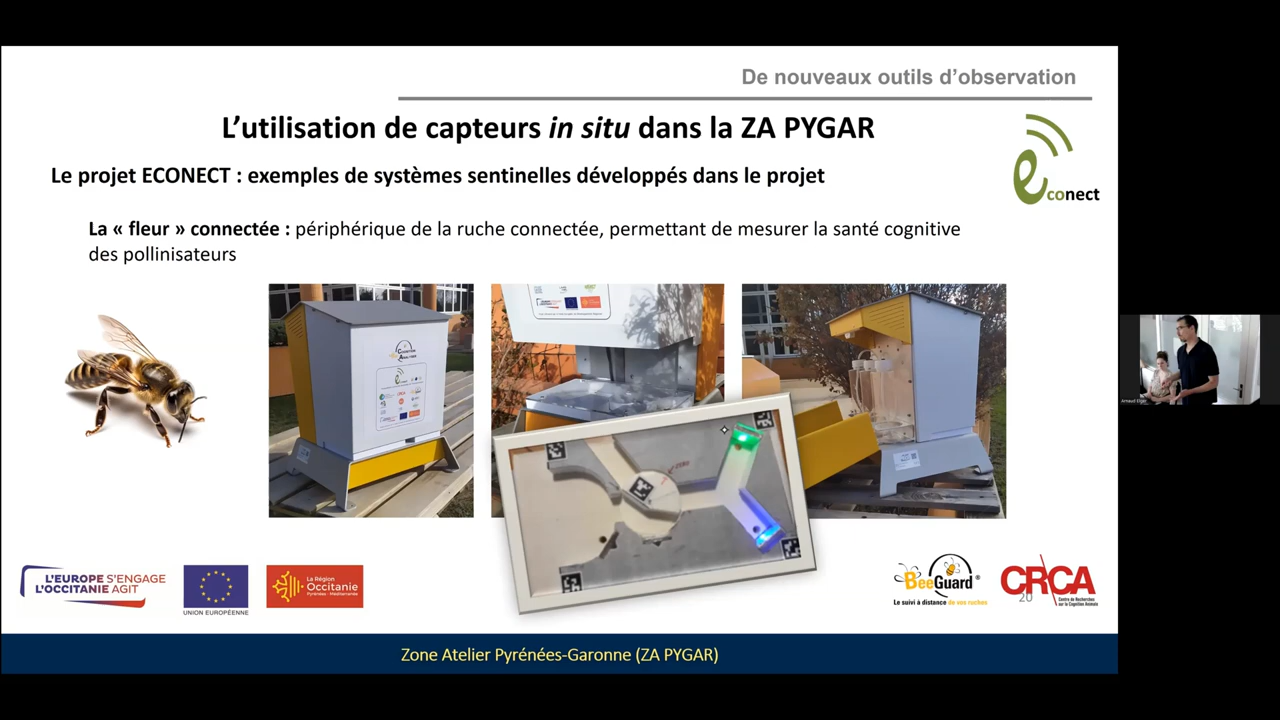 De nouveaux outils d'observation
L'utilisation de capteurs in situ dans la ZA PYGAR
Le projet ECONECT : exemples de systèmes sentinelles développés dans le projet
econect
La « fleur » connectée : périphérique de la ruche connectée, permettant de mesurer la santé cognitive
des pollinisateurs
L'EUROPE S'ENGAGE
L'OCCITANIE AGIT
UNION EUROPÉENNE
La Région
Occitanie
Pyrénées - Méditerranée
BeeGuard®
Le suivi à distance de vos ruches
CRCA
Centre de Recherches
sur la Cognition Animale
20
Zone Atelier Pyrénées-Garonne (ZA PYGAR)
Arnaud Elger